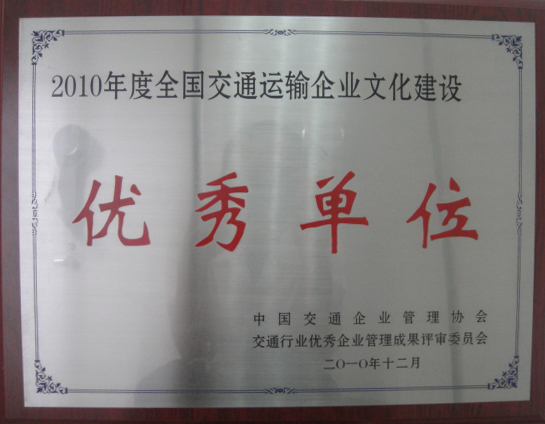 2010年度全国交通运输企业文化建设
优秀单位
中国交通企业管理协会
交通行业优秀企业管理成果评审委员会
二○一○年十二月